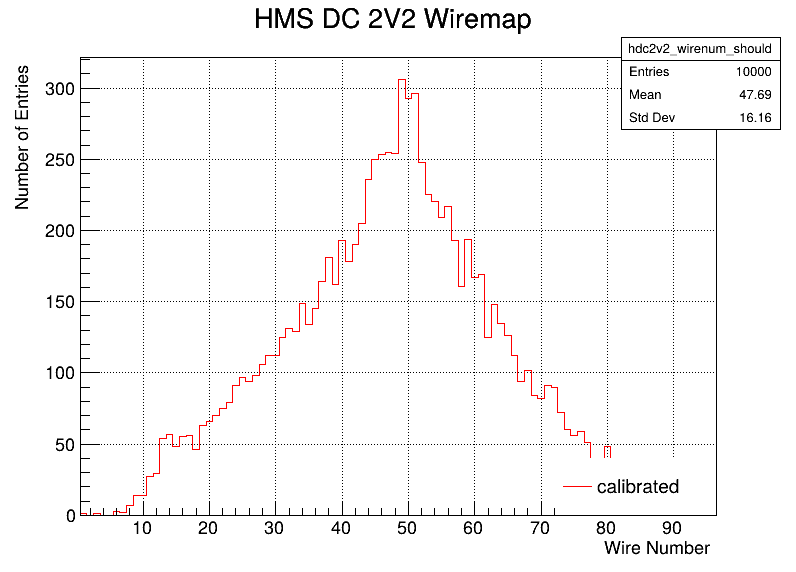 HMS DC 2V2 Wiremap
hdc2v2_wirenum_should
Entries 10000
Mean 47.69
Std Dev 16.16
Number of Entries
300
250
200
150
100
50
0
calibrated
10 20 30 40 50 60 70 80 90
Wire Number